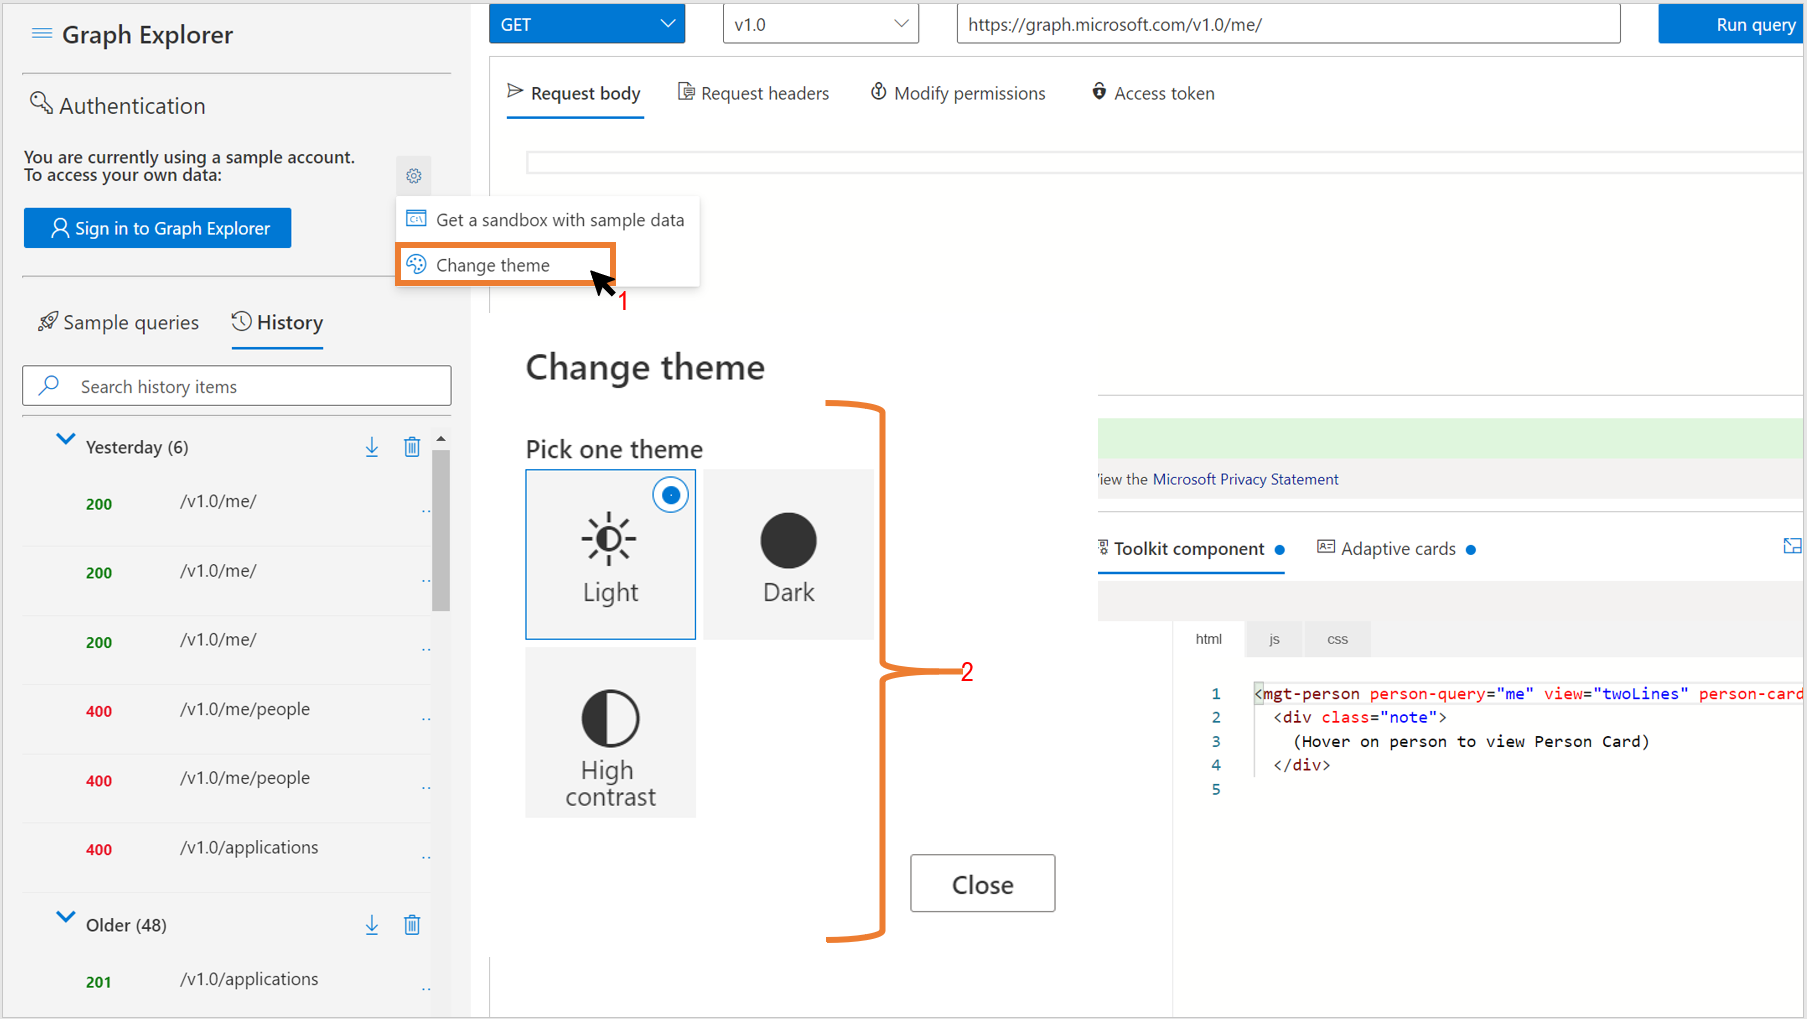 Graph Explorer
Authentication
You are currently using a sample account.
To access your own data:
Sign in to Graph Explorer
Get a sandbox with sample data
Change theme
1
Sample queries
History
Search history items
Yesterday (6)
200 /v1.0/me/ ..
200 /v1.0/me/ ..
200 /v1.0/me/ ..
400 /v1.0/me/people ..
400 /v1.0/me/people ..
400 /v1.0/applications ..
Older (48)
201 /v1.0/applications ..
GET
v1.0
https://graph.microsoft.com/v1.0/me/
Run query
Request body
Request headers
Modify permissions
Access token
Change theme
Pick one theme
Light
Dark
High
contrast
2
Close
iew the Microsoft Privacy Statement
Toolkit component
Adaptive cards
html
js
css
1 <mgt-person person-query="me" view="twoLines" person-card
2 <div class="note">
3 (Hover on person to view Person Card)
4 </div>
5